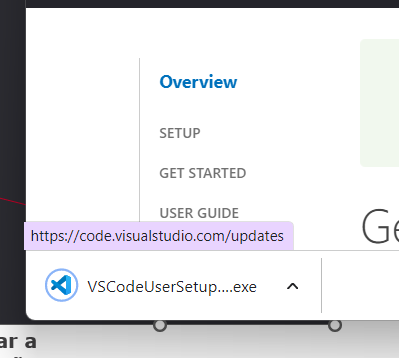 Overview
SETUP
GET STARTED
USER GUIDE
Ge
https://code.visualstudio.com/updates
VSCodeUserSetup....exe
ar a